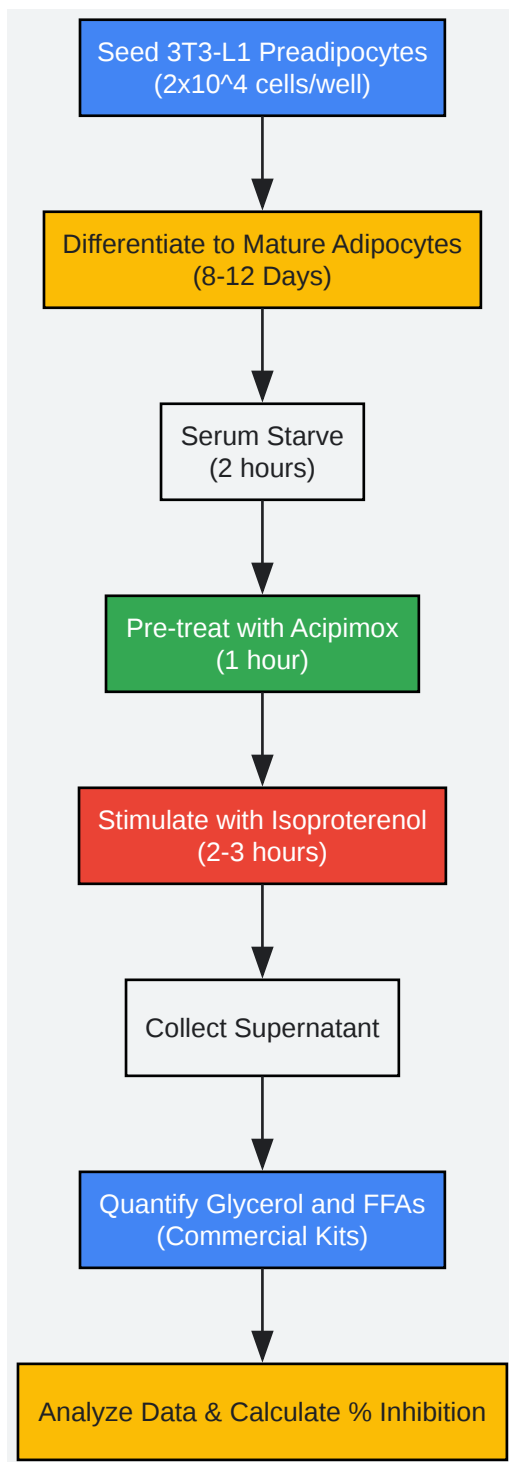 Seed 3T3-L1 Preadipocytes
(2x10^4 cells/well)
Differentiate to Mature Adipocytes
(8-12 Days)
Serum Starve
(2 hours)
Pre-treat with Acipimox
(1 hour)
Stimulate with Isoproterenol
(2-3 hours)
Collect Supernatant
Quantify Glycerol and FFAs
(Commercial Kits)
Analyze Data & Calculate % Inhibition